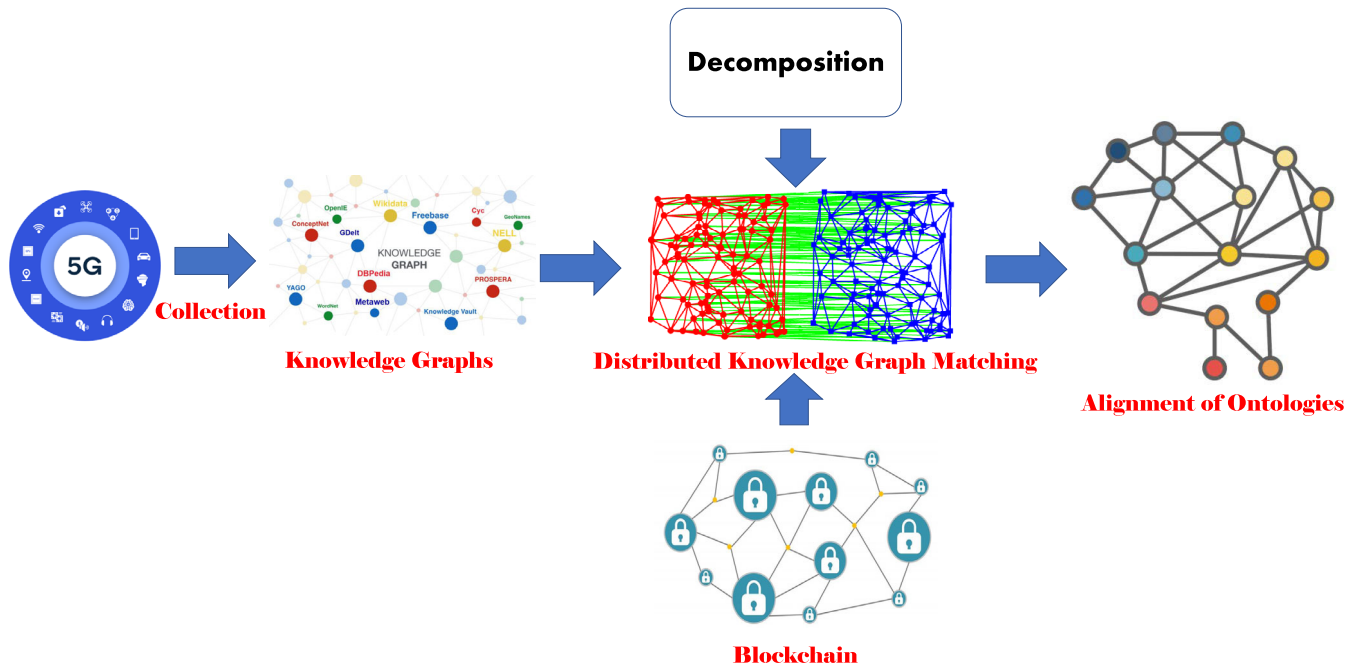 Decomposition
5G
Collection
OpenIE
Wikidata
ConceptNet
Freebase
Cyc
GeoNames
GDelt
NELL
KNOWLEDGE
GRAPH
DBPedia
PROSPERA
YAGO
WordNet
Metaweb
Knowledge Vault
Knowledge Graphs
Distributed Knowledge Graph Matching
Alignment of Ontologies
Blockchain